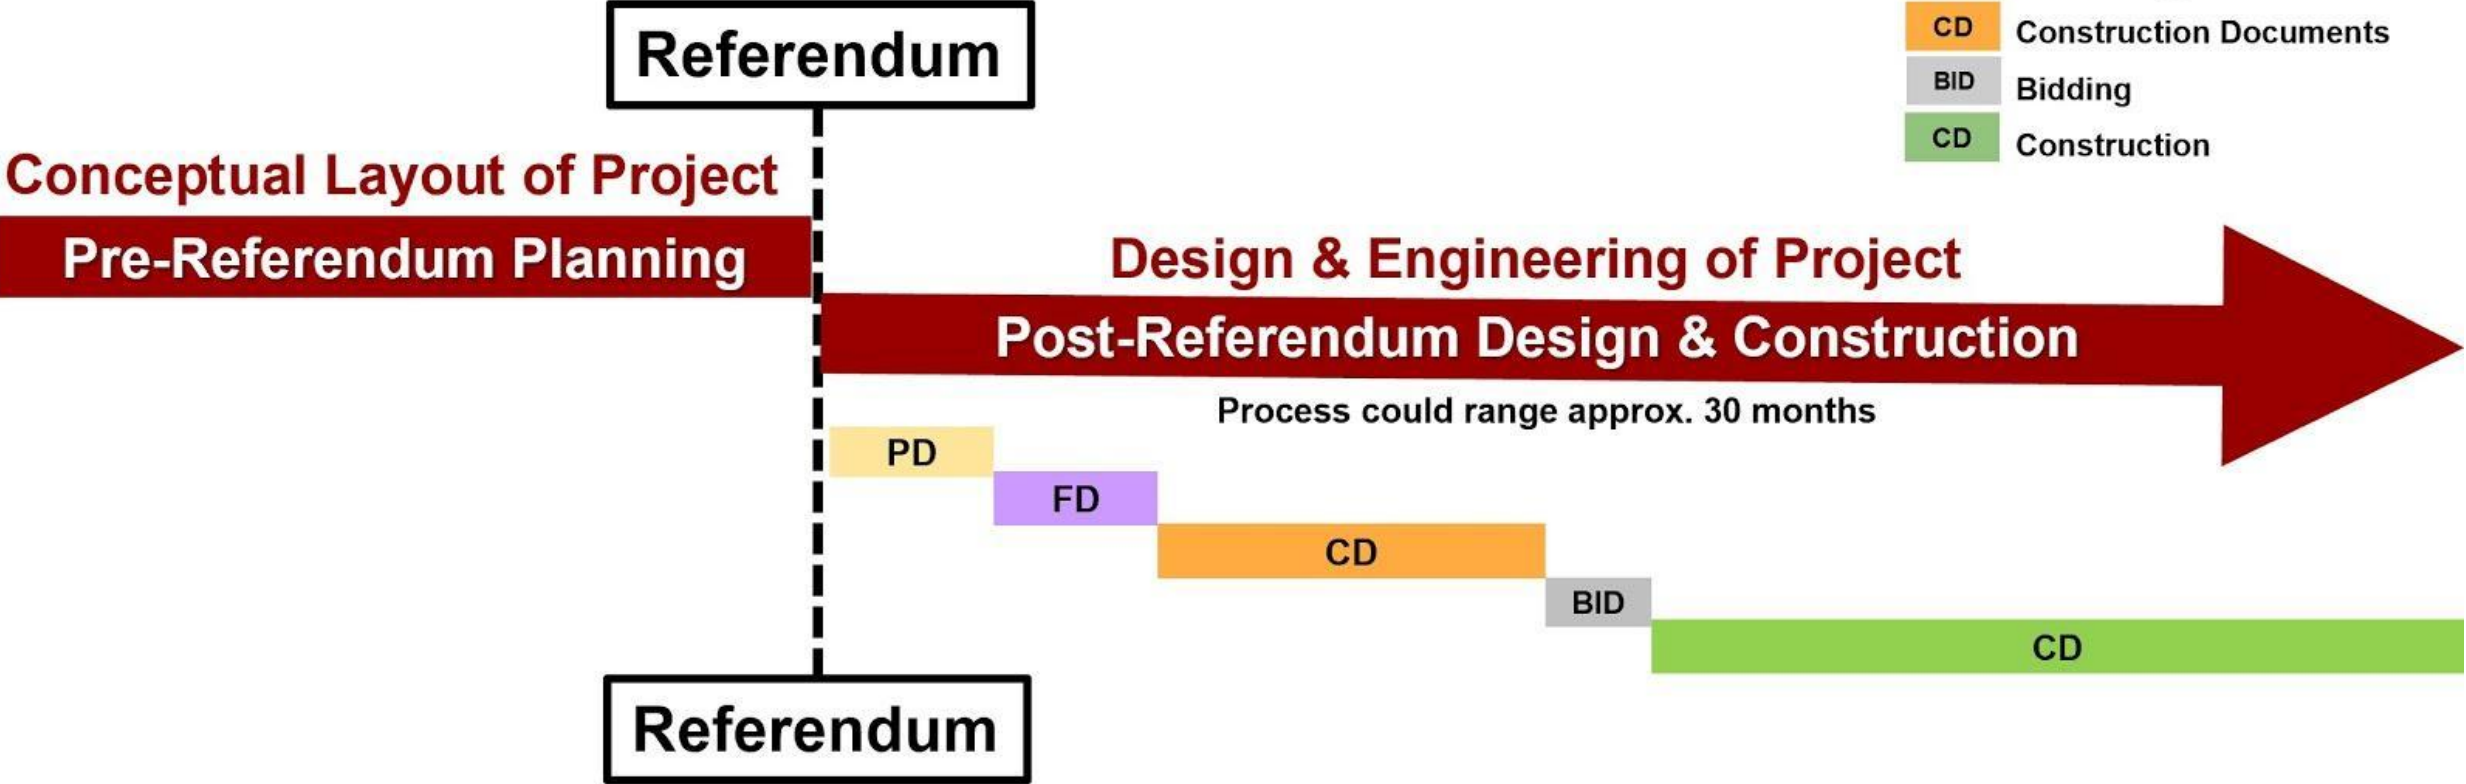 Referendum
CD Construction Documents
BID Bidding
CD Construction
Conceptual Layout of Project
Pre-Referendum Planning
Design & Engineering of Project
Post-Referendum Design & Construction
Process could range approx. 30 months
PD
FD
CD
BID
CD
Referendum